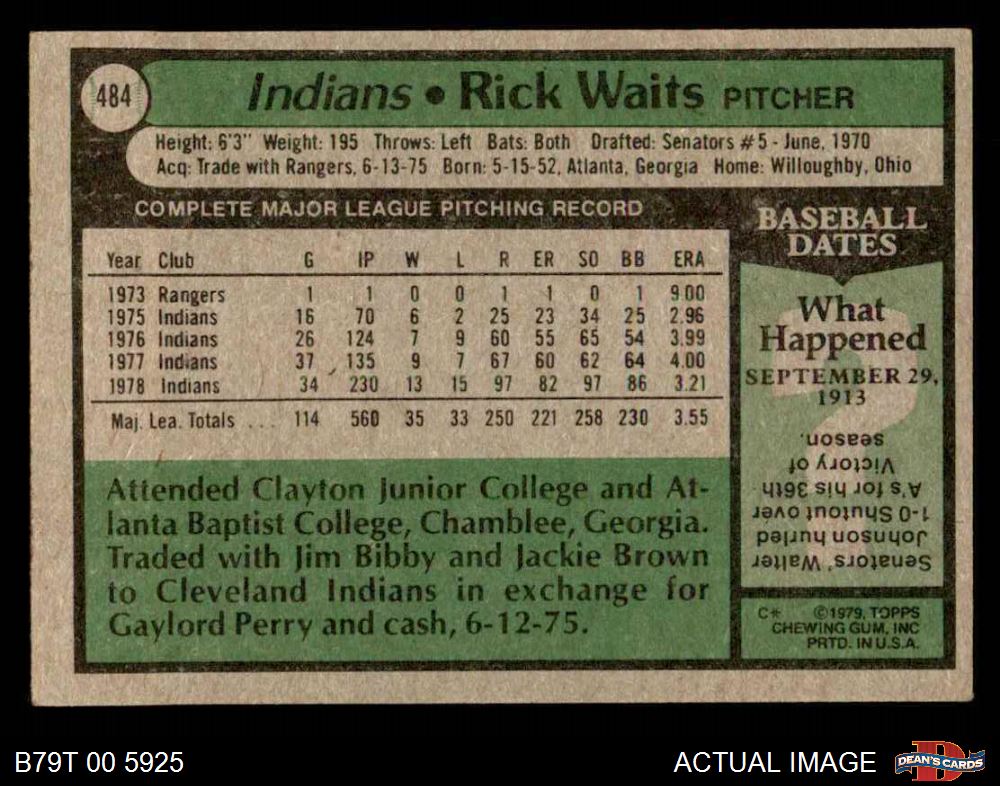 484
Indians • Rick Waits PITCHER
Height: 6'3" Weight: 195 Throws: Left Bats: Both Drafted: Senators #5 - June, 1970
Acq: Trade with Rangers, 6-13-75 Born: 5-15-52, Atlanta, Georgia Home: Willoughby, Ohio
COMPLETE MAJOR LEAGUE PITCHING RECORD
Year Club G IP W L R ER SO BB ERA
1973 Rangers 1 1 0 0 1 1 0 1 9.00
1975 Indians 16 70 6 2 25 23 34 25 2.96
1976 Indians 26 124 7 9 60 55 65 54 3.99
1977 Indians 37 135 9 7 67 60 62 64 4.00
1978 Indians 34 230 13 15 97 82 97 86 3.21
Maj. Lea. Totals ... 114 560 35 33 250 221 258 230 3.55
Attended Clayton Junior College and At-
lanta Baptist College, Chamblee, Georgia.
Traded with Jim Bibby and Jackie Brown
to Cleveland Indians in exchange for
Gaylord Perry and cash, 6-12-75.
BASEBALL
DATES
What
Happened
SEPTEMBER 29,
1913
Senators' Walter
Johnson hurled
1-0 Shutout over
A's for his 36th
Victory of
season.
C* ©1979, TOPPS
CHEWING GUM, INC
PRTD. IN U.S.A.
B79T 00 5925
ACTUAL IMAGE
D
DEAN'S CARDS